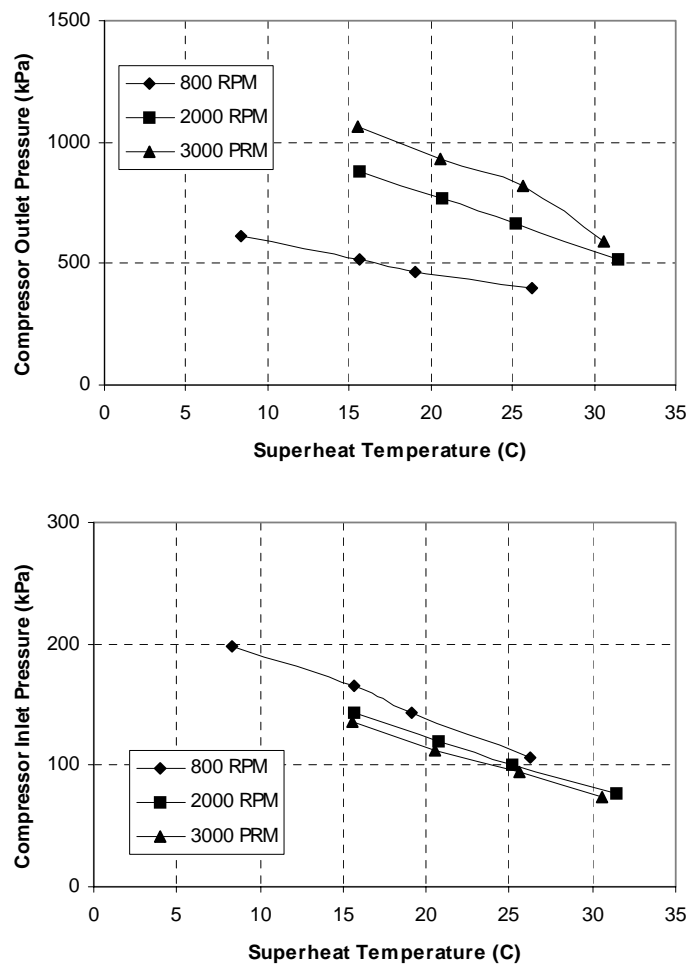 1500
1000
500
0
Compressor Outlet Pressure (kPa)
800 RPM
2000 RPM
3000 PRM
0 5 10 15 20 25 30 35
Superheat Temperature (C)
300
200
100
0
Compressor Inlet Pressure (kPa)
800 RPM
2000 RPM
3000 PRM
0 5 10 15 20 25 30 35
Superheat Temperature (C)